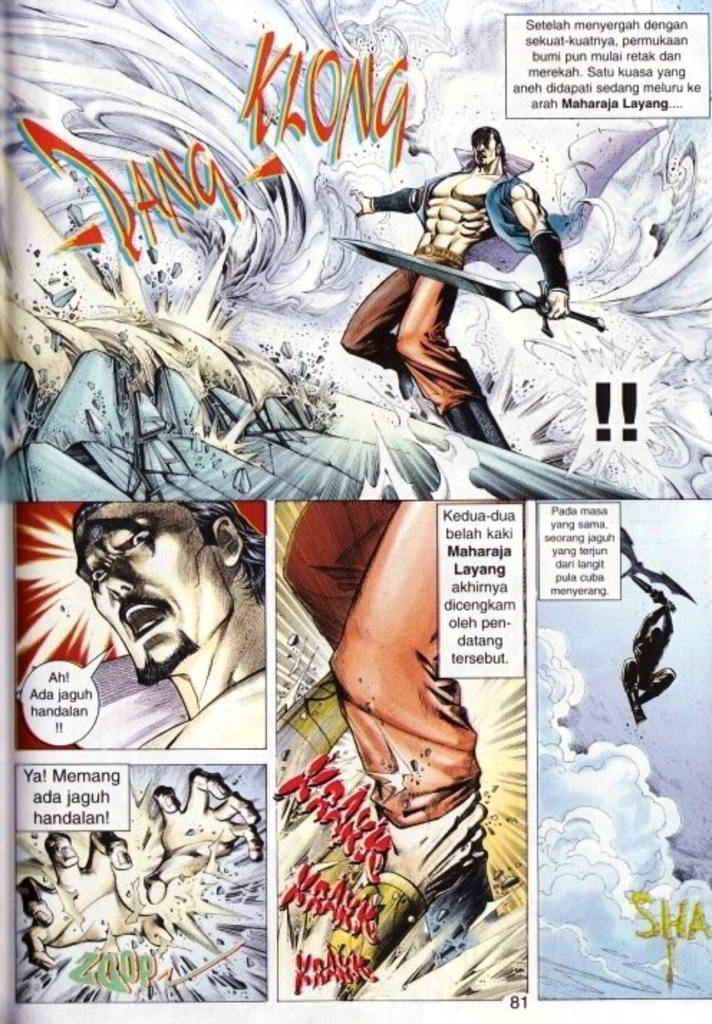 Setelah menyergah dengan
sekuat-kuatnya, permukaan
bumi pun mulai retak dan
merekah. Satu kuasa yang
aneh didapati sedang meluru ke
arah Maharaja Layang....
KLONG
DANG
!!
Ah!
Ada jaguh
handalan
!!
Ya! Memang
ada jaguh
handalan!
ZOOP
Kedua-dua
belah kaki
Maharaja
Layang
akhirnya
dicengkam
oleh pen-
datang
tersebut.
KRAKK
KRAKK
KRAKK
KRAKK
Pada masa
yang sama,
seorang jaguh
yang terjun
dari langit
pula cuba
menyerang.
SHA
81